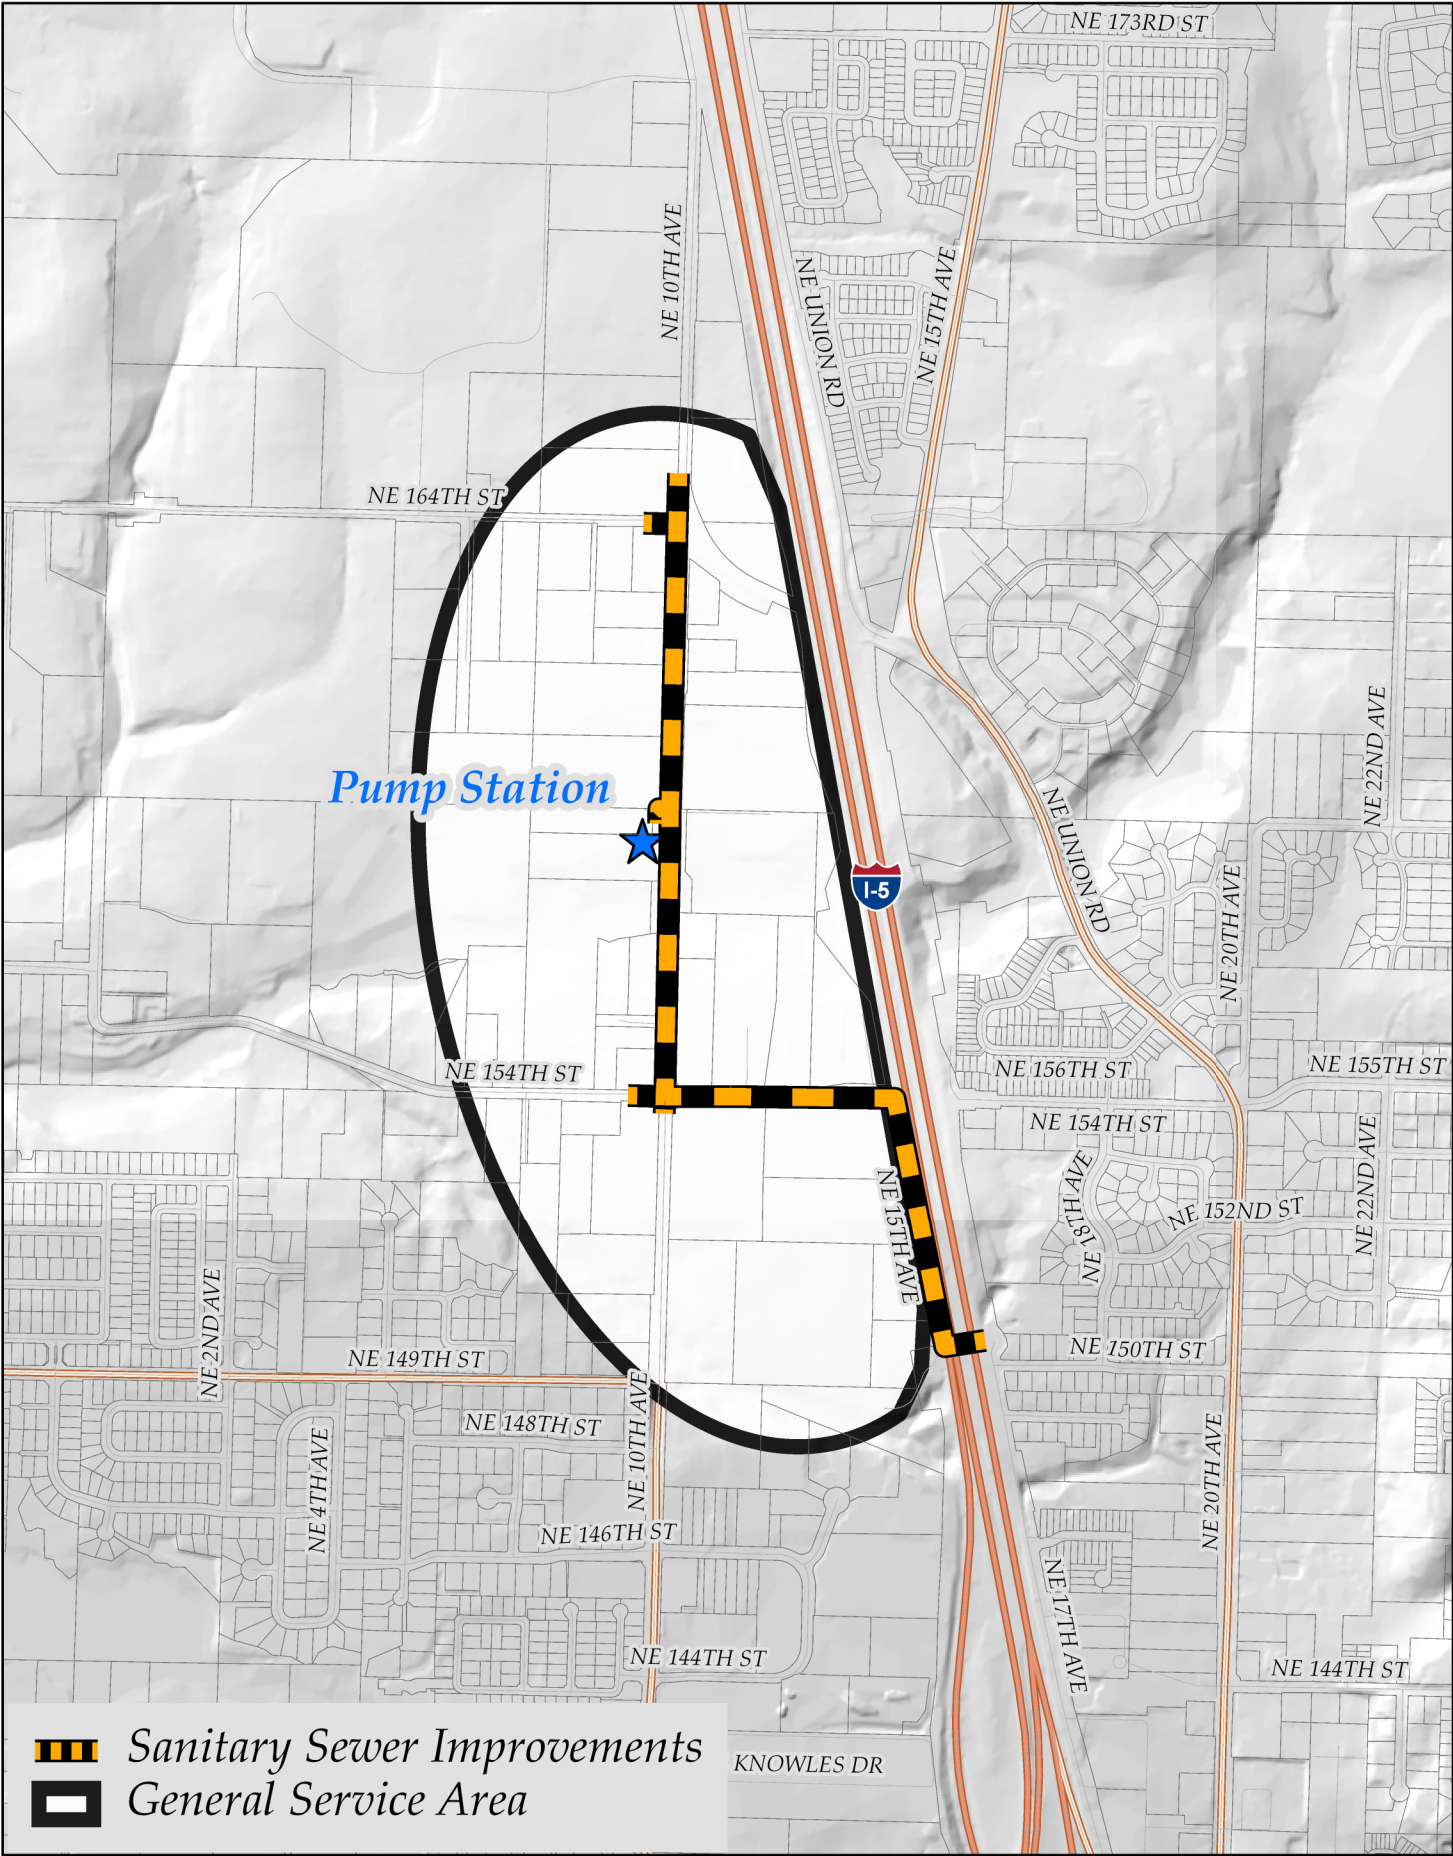 NE 173RD ST
NE 10TH AVE
NE UNION RD
NE 15TH AVE
NE 164TH ST
NE 22ND AVE
Pump Station
NE UNION RD
I-5
NE 20TH AVE
NE 154TH ST
NE 156TH ST
NE 155TH ST
NE 154TH ST
NE 15TH AVE
NE 18TH AVE
NE 152ND ST
NE 22ND AVE
NE 2ND AVE
NE 149TH ST
NE 150TH ST
NE 10TH AVE
NE 148TH ST
NE 4TH AVE
NE 20TH AVE
NE 146TH ST
NE 17TH AVE
NE 144TH ST
NE 144TH ST
Sanitary Sewer Improvements
KNOWLES DR
General Service Area